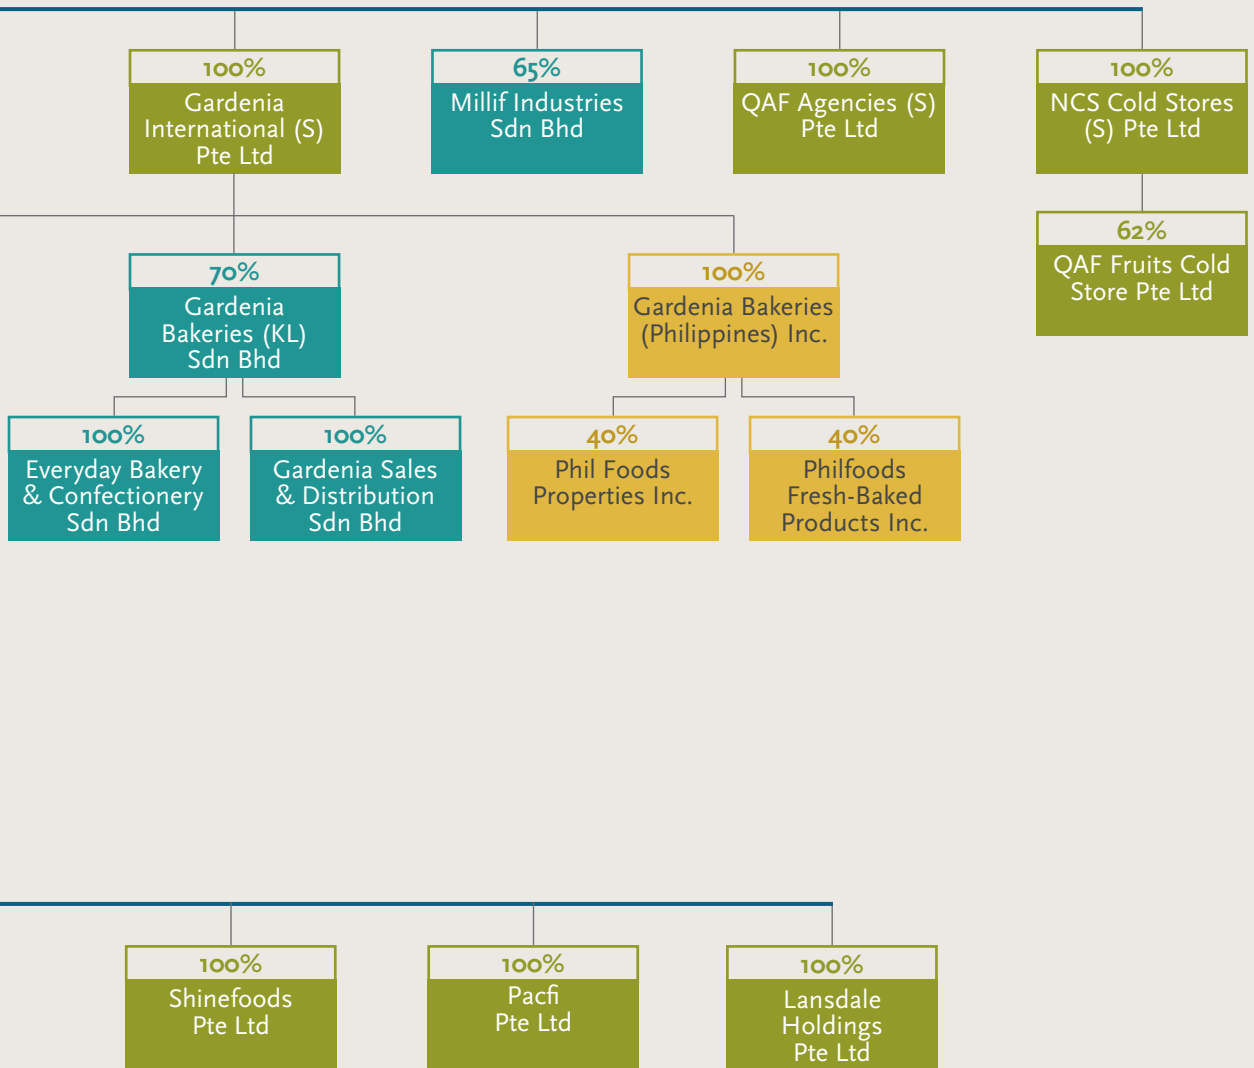 100%
Gardenia
International (S)
Pte Ltd
65%
Millif Industries
Sdn Bhd
100%
QAF Agencies (S)
Pte Ltd
100%
NCS Cold Stores
(S) Pte Ltd
62%
QAF Fruits Cold
Store Pte Ltd
70%
Gardenia
Bakeries (KL)
Sdn Bhd
100%
Gardenia Bakeries
(Philippines) Inc.
100%
Everyday Bakery
& Confectionery
Sdn Bhd
100%
Gardenia Sales
& Distribution
Sdn Bhd
40%
Phil Foods
Properties Inc.
40%
Philfoods
Fresh-Baked
Products Inc.
100%
Shinefoods
Pte Ltd
100%
Pacfi
Pte Ltd
100%
Lansdale
Holdings
Pte Ltd